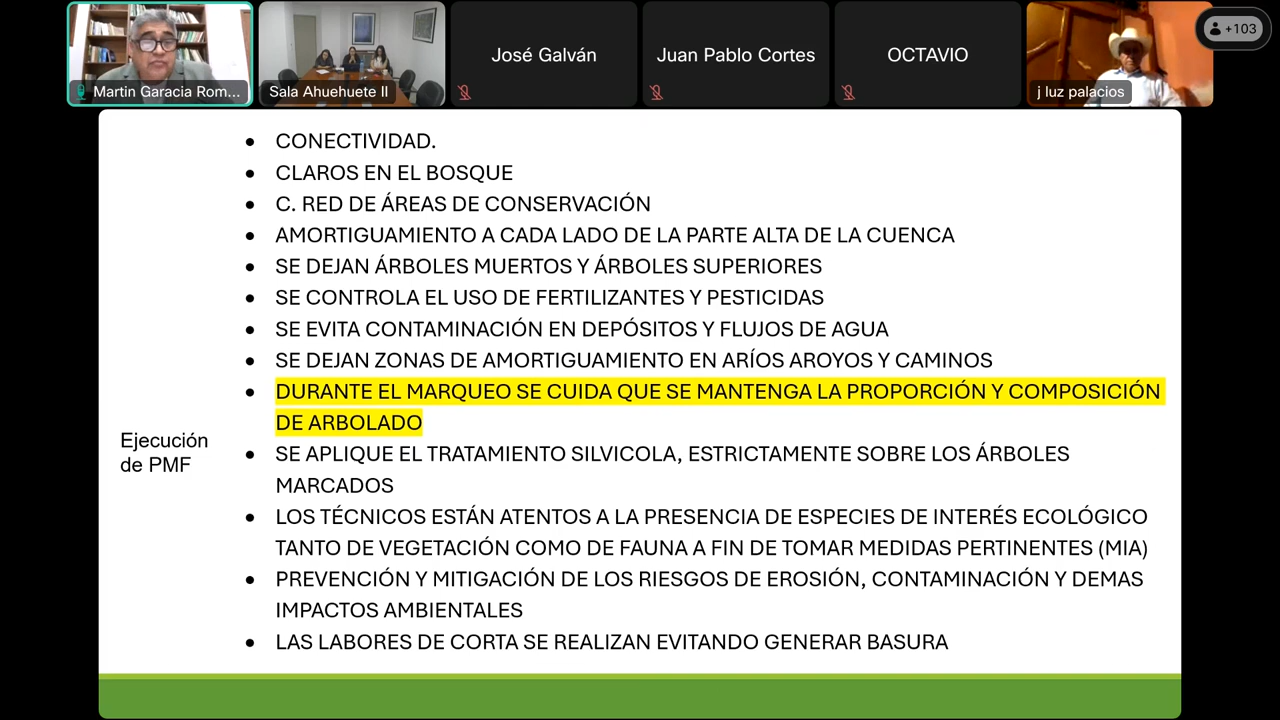 Martin Garacia Rom...
Sala Ahuehuete II
José Galván
Juan Pablo Cortes
OCTAVIO
j luz palacios
+103
CONECTIVIDAD.
CLAROS EN EL BOSQUE
C. RED DE ÁREAS DE CONSERVACIÓN
AMORTIGUAMIENTO A CADA LADO DE LA PARTE ALTA DE LA CUENCA
SE DEJAN ÁRBOLES MUERTOS Y ÁRBOLES SUPERIORES
SE CONTROLA EL USO DE FERTILIZANTES Y PESTICIDAS
SE EVITA CONTAMINACIÓN EN DEPÓSITOS Y FLUJOS DE AGUA
SE DEJAN ZONAS DE AMORTIGUAMIENTO EN ARÍOS AROYOS Y CAMINOS
DURANTE EL MARQUEO SE CUIDA QUE SE MANTENGA LA PROPORCIÓN Y COMPOSICIÓN
DE ARBOLADO
Ejecución
de PMF
SE APLIQUE EL TRATAMIENTO SILVICOLA, ESTRICTAMENTE SOBRE LOS ÁRBOLES
MARCADOS
LOS TÉCNICOS ESTÁN ATENTOS A LA PRESENCIA DE ESPECIES DE INTERÉS ECOLÓGICO
TANTO DE VEGETACIÓN COMO DE FAUNA A FIN DE TOMAR MEDIDAS PERTINENTES (MIA)
PREVENCIÓN Y MITIGACIÓN DE LOS RIESGOS DE EROSIÓN, CONTAMINACIÓN Y DEMAS
IMPACTOS AMBIENTALES
LAS LABORES DE CORTA SE REALIZAN EVITANDO GENERAR BASURA